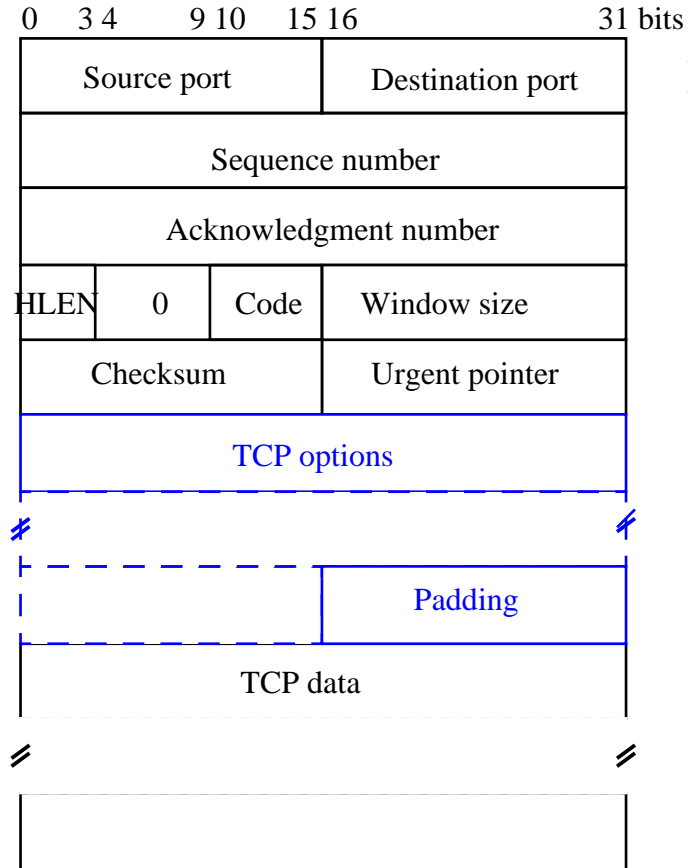 0 3 4 9 10 15 16 31 bits
Source port Destination port
Sequence number
Acknowledgment number
HLEN 0 Code Window size
Checksum Urgent pointer
TCP options
Padding
TCP data